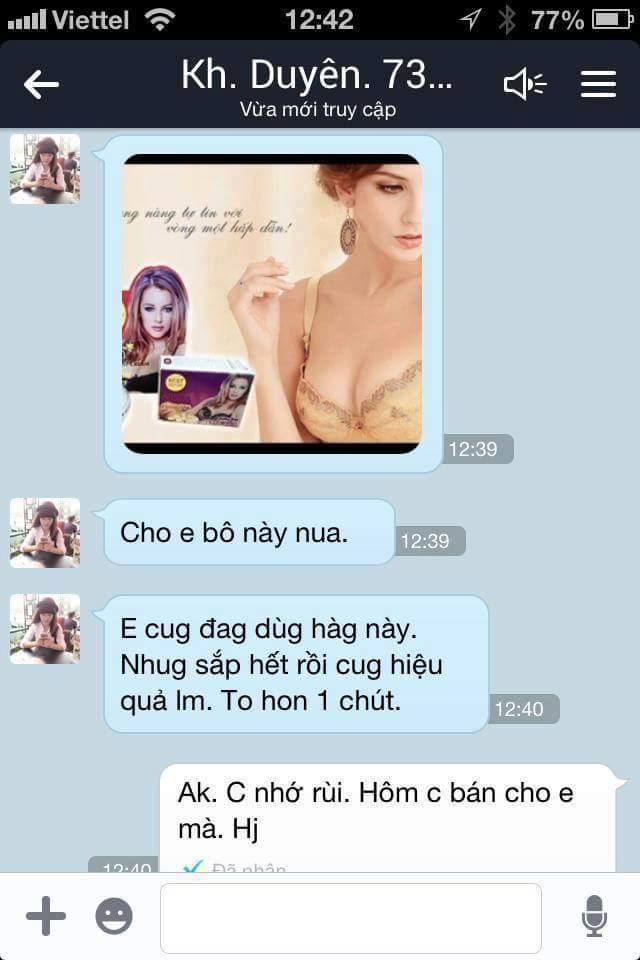 Viettel 12:42 77%
Kh. Duyên. 73...
Vừa mới truy cập
ng nàng tự tin với
vòng một hấp dẫn!
BEST
12:39
Cho e bô này nua.
12:39
E cug đag dùg hàg này.
Nhug sắp hết rồi cug hiệu
quả lm. To hon 1 chút.
12:40
Ak. C nhớ rùi. Hôm c bán cho e
mà. Hj
12:40 Đã nhận